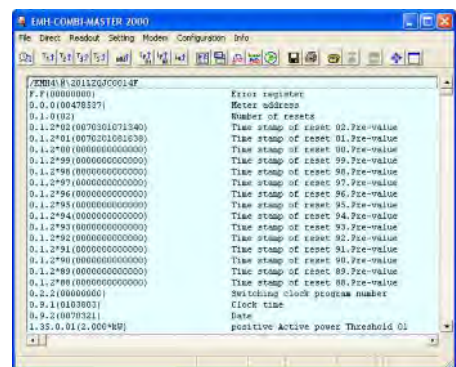 EMH-COMBI-MASTER 2000
File Direct Readout Setting Modem Configuration Info
F.F(00000000) Error register
0.0.0(00478327) Meter address
0.1.0(02) Number of resets
0.1.2*02(0070301071340) Time stamp of reset 02.Pre-value
0.1.2*01(0070201081838) Time stamp of reset 01.Pre-value
0.1.2*00(0000000000000) Time stamp of reset 00.Pre-value
0.1.2*99(0000000000000) Time stamp of reset 99.Pre-value
0.1.2*98(0000000000000) Time stamp of reset 98.Pre-value
0.1.2*97(0000000000000) Time stamp of reset 97.Pre-value
0.1.2*96(0000000000000) Time stamp of reset 96.Pre-value
0.1.2*95(0000000000000) Time stamp of reset 95.Pre-value
0.1.2*94(0000000000000) Time stamp of reset 94.Pre-value
0.1.2*93(0000000000000) Time stamp of reset 93.Pre-value
0.1.2*92(0000000000000) Time stamp of reset 92.Pre-value
0.1.2*91(0000000000000) Time stamp of reset 91.Pre-value
0.1.2*90(0000000000000) Time stamp of reset 90.Pre-value
0.1.2*89(0000000000000) Time stamp of reset 89.Pre-value
0.1.2*88(0000000000000) Time stamp of reset 88.Pre-value
0.2.2(00000000) Switching clock program number
0.9.1(0103003) Clock time
0.9.2(0070321) Date
1.35.0.01(2.000*kW) positive Active power Threshold 01